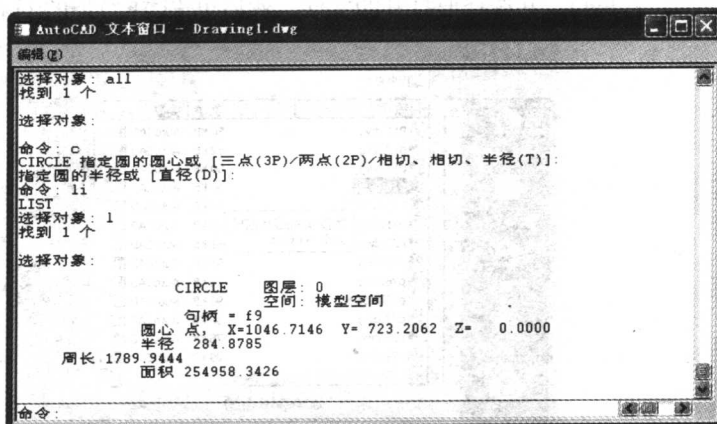 AutoCAD 文本窗口 - Drawing1.dwg
编辑(E)
选择对象: all
找到 1 个
选择对象:
命令: c
CIRCLE 指定圆的圆心或 [三点(3P)/两点(2P)/相切、相切、半径(T)]:
指定圆的半径或 [直径(D)]:
命令: li
LIST
选择对象: l
找到 1 个
选择对象:
CIRCLE 图层: 0
空间: 模型空间
句柄 = f9
圆心 点, X=1046.7146 Y= 723.2062 Z= 0.0000
半径 284.8785
周长 1789.9444
面积 254958.3426
命令: